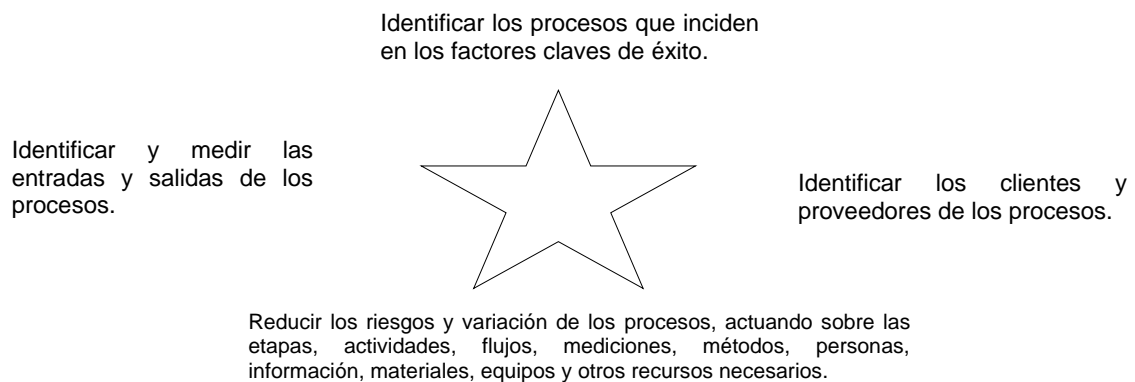 Identificar los procesos que inciden
en los factores claves de éxito.
Identificar y medir las
entradas y salidas de los
procesos.
Identificar los clientes y
proveedores de los procesos.
Reducir los riesgos y variación de los procesos, actuando sobre las
etapas, actividades, flujos, mediciones, métodos, personas,
información, materiales, equipos y otros recursos necesarios.